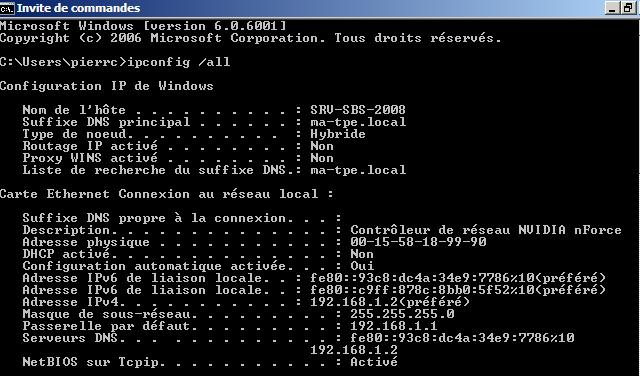 Invite de commandes
Microsoft Windows [version 6.0.6001]
Copyright (c) 2006 Microsoft Corporation. Tous droits réservés.
C:\Users\pierrc>ipconfig /all
Configuration IP de Windows
Nom de l'hôte . . . . . . . . . . : SRV-SBS-2008
Suffixe DNS principal . . . . . . : ma-tpe.local
Type de noeud. . . . . . . . . . : Hybride
Routage IP activé . . . . . . . . : Non
Proxy WINS activé . . . . . . . . : Non
Liste de recherche du suffixe DNS.: ma-tpe.local
Carte Ethernet Connexion au réseau local :
Suffixe DNS propre à la connexion. . . :
Description. . . . . . . . . . . . . . : Contrôleur de réseau NVIDIA nForce
Adresse physique . . . . . . . . . . . : 00-15-58-18-99-90
DHCP activé. . . . . . . . . . . . . . : Non
Configuration automatique activée. . . : Oui
Adresse IPv6 de liaison locale. . : fe80::93c8:dc4a:34e9:7786%10(préféré)
Adresse IPv6 de liaison locale. . : fe80::c9ff:878c:8bb0:5f52%10(préféré)
Adresse IPv4. . . . . . . . . . . : 192.168.1.2(préféré)
Masque de sous-réseau. . . . . . . . . : 255.255.255.0
Passerelle par défaut. . . . . . . . . : 192.168.1.1
Serveurs DNS. . . . . . . . . . . . . : fe80::93c8:dc4a:34e9:7786%10
192.168.1.2
NetBIOS sur Tcpip. . . . . . . . . . . : Activé